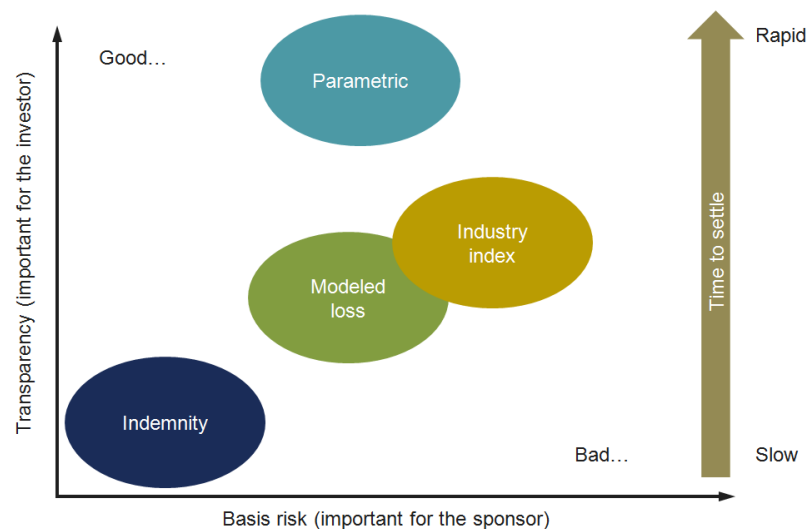 Good…
Parametric
Rapid
Industry
index
Modeled
loss
Indemnity
Bad…
Slow
Time to settle
Transparency (important for the investor)
Basis risk (important for the sponsor)